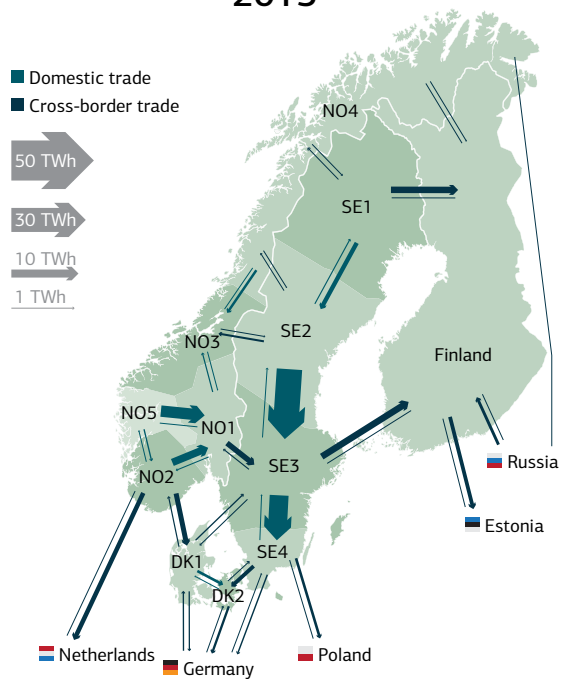 2015
Domestic trade
Cross-border trade
50 TWh
30 TWh
10 TWh
1 TWh
NO4
SE1
SE2
NO3
Finland
NO5
NO1
NO2
SE3
Russia
Estonia
DK1
SE4
DK2
Netherlands
Germany
Poland